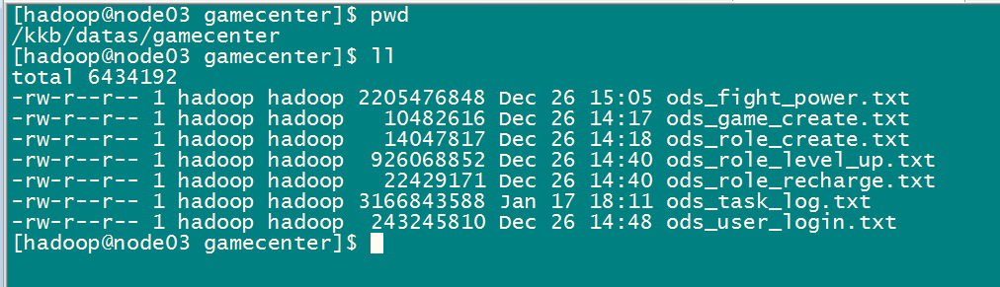 [hadoop@node03 gamecenter]$ pwd
/kkb/datas/gamecenter
[hadoop@node03 gamecenter]$ ll
total 6434192
-rw-r--r-- 1 hadoop hadoop 2205476848 Dec 26 15:05 ods_fight_power.txt
-rw-r--r-- 1 hadoop hadoop   10482616 Dec 26 14:17 ods_game_create.txt
-rw-r--r-- 1 hadoop hadoop   14047817 Dec 26 14:18 ods_role_create.txt
-rw-r--r-- 1 hadoop hadoop  926068852 Dec 26 14:40 ods_role_level_up.txt
-rw-r--r-- 1 hadoop hadoop   22429171 Dec 26 14:40 ods_role_recharge.txt
-rw-r--r-- 1 hadoop hadoop 3166843588 Jan 17 18:11 ods_task_log.txt
-rw-r--r-- 1 hadoop hadoop  243245810 Dec 26 14:48 ods_user_login.txt
[hadoop@node03 gamecenter]$